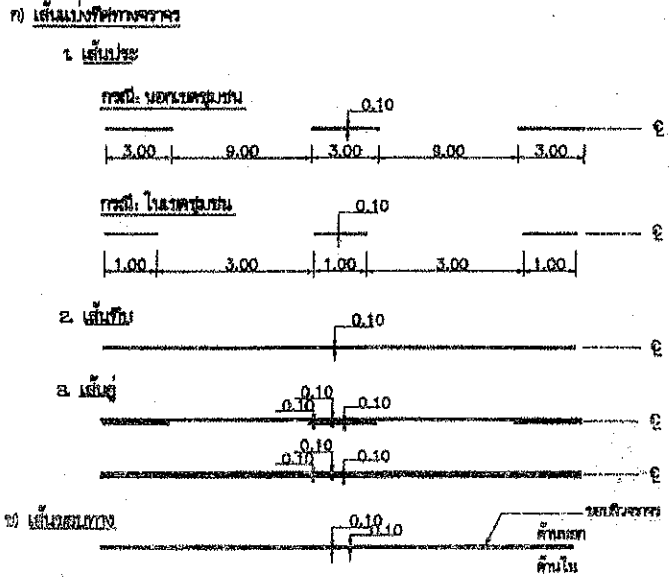 ก) เส้นแบ่งทิศทางจราจร
1. เส้นประ
กรณี: นอกเขตชุมชน
0.10
℄
3.00 9.00 3.00 9.00 3.00
กรณี: ในเขตชุมชน
0.10
℄
1.00 3.00 1.00 3.00 1.00
2. เส้นทึบ
0.10
℄
3. เส้นคู่
0.10
0.10 0.10
℄
0.10
0.10 0.10
℄
ข) เส้นขอบทาง
0.10
0.10
ขอบผิวจราจร
ด้านนอก
ด้านใน